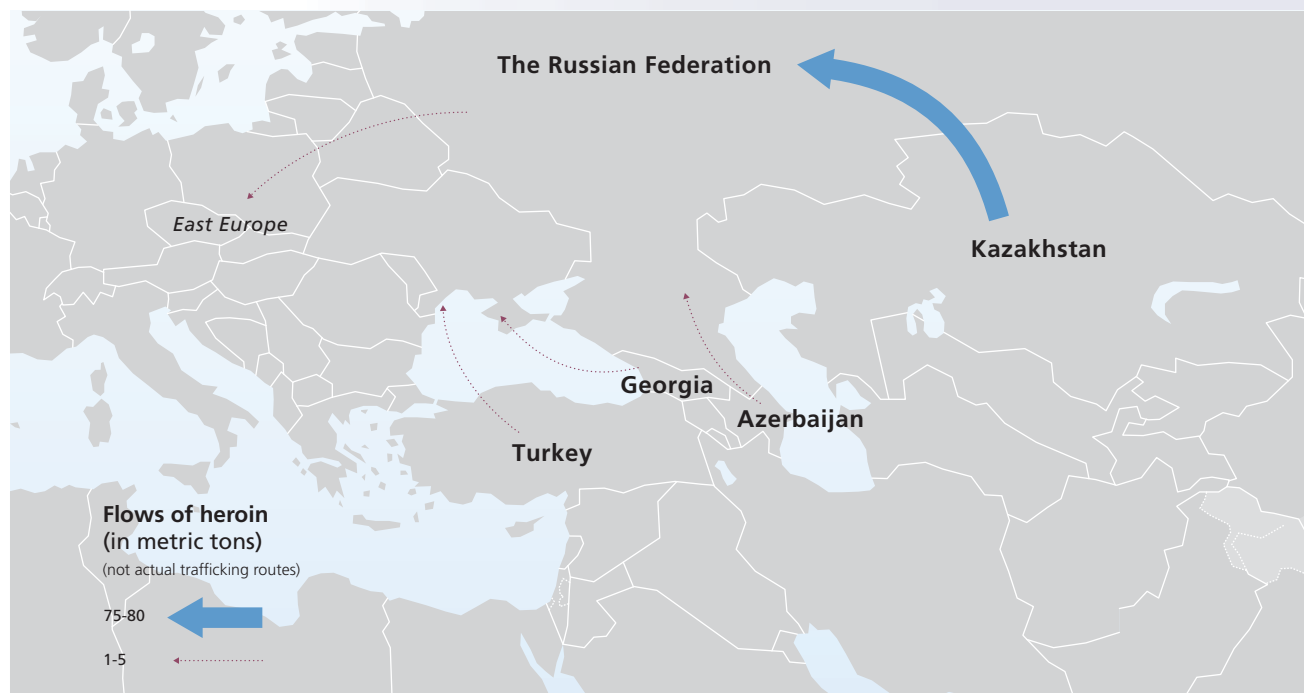 The Russian Federation
East Europe
Kazakhstan
Georgia
Azerbaijan
Turkey
Flows of heroin
(in metric tons)
(not actual trafficking routes)
75-80
1-5